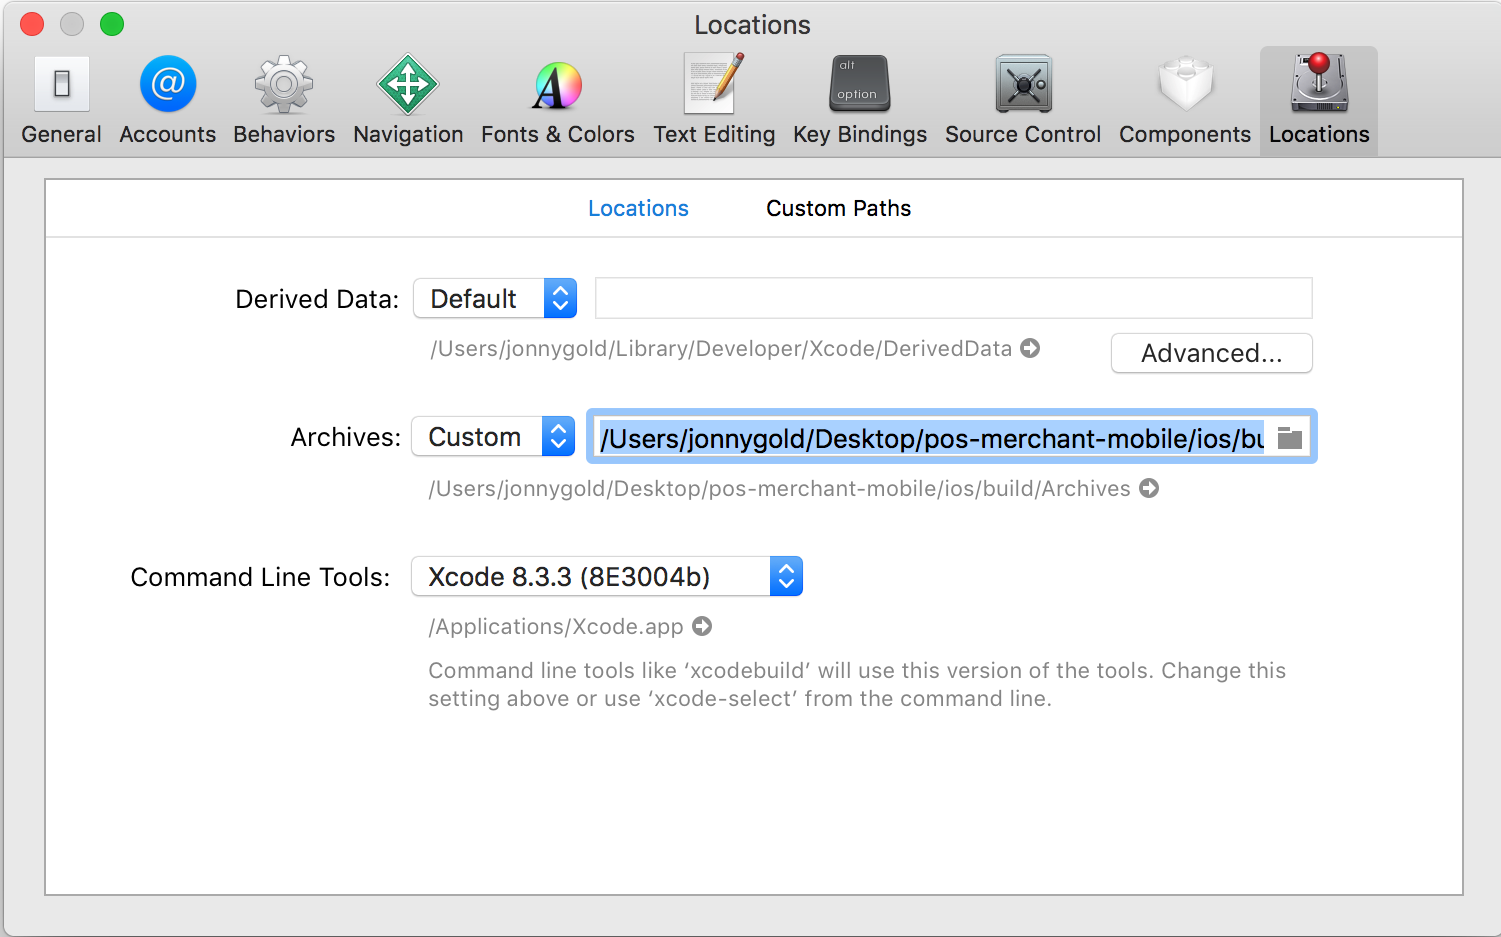 Locations
alt
option
General Accounts Behaviors Navigation Fonts & Colors Text Editing Key Bindings Source Control Components Locations
Locations Custom Paths
Derived Data: Default
/Users/jonnygold/Library/Developer/Xcode/DerivedData
Advanced...
Archives: Custom /Users/jonnygold/Desktop/pos-merchant-mobile/ios/bu
/Users/jonnygold/Desktop/pos-merchant-mobile/ios/build/Archives
Command Line Tools: Xcode 8.3.3 (8E3004b)
/Applications/Xcode.app
Command line tools like ‘xcodebuild’ will use this version of the tools. Change this
setting above or use ‘xcode-select’ from the command line.